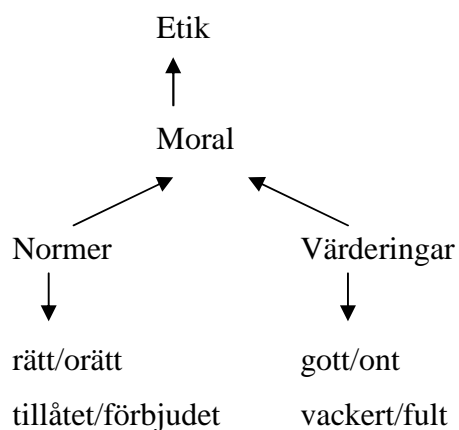 Etik
Moral
Normer Värderingar
rätt/orätt gott/ont
tillåtet/förbjudet vackert/fult